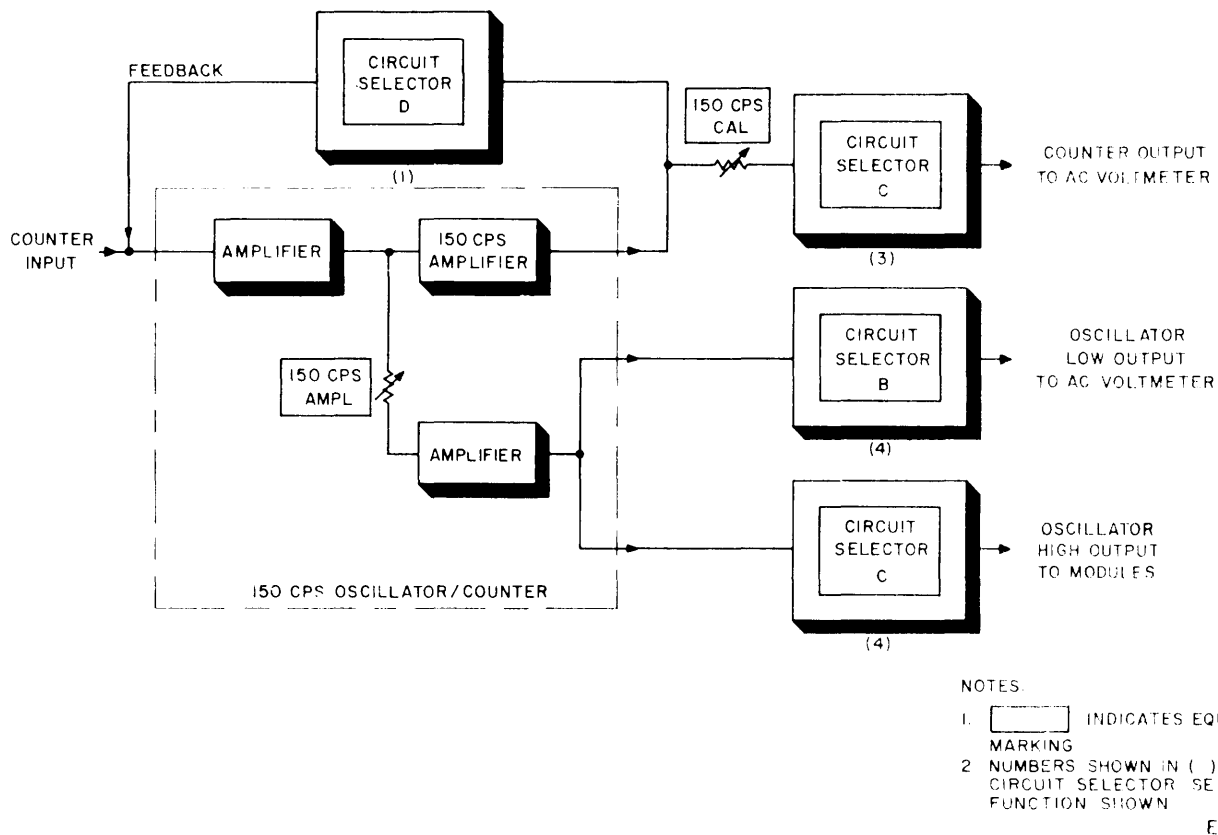 FEEDBACK
CIRCUIT
SELECTOR
D
(1)
150 CPS
CAL
CIRCUIT
SELECTOR
C
(3)
COUNTER OUTPUT
TO AC VOLTMETER
COUNTER
INPUT
AMPLIFIER
150 CPS
AMPLIFIER
150 CPS
AMPL
AMPLIFIER
CIRCUIT
SELECTOR
B
(4)
OSCILLATOR
LOW OUTPUT
TO AC VOLTMETER
CIRCUIT
SELECTOR
C
(4)
OSCILLATOR
HIGH OUTPUT
TO MODULES
150 CPS OSCILLATOR/COUNTER
NOTES.
1. INDICATES EQ
MARKING
2 NUMBERS SHOWN IN ( )
CIRCUIT SELECTOR SE
FUNCTION SHOWN